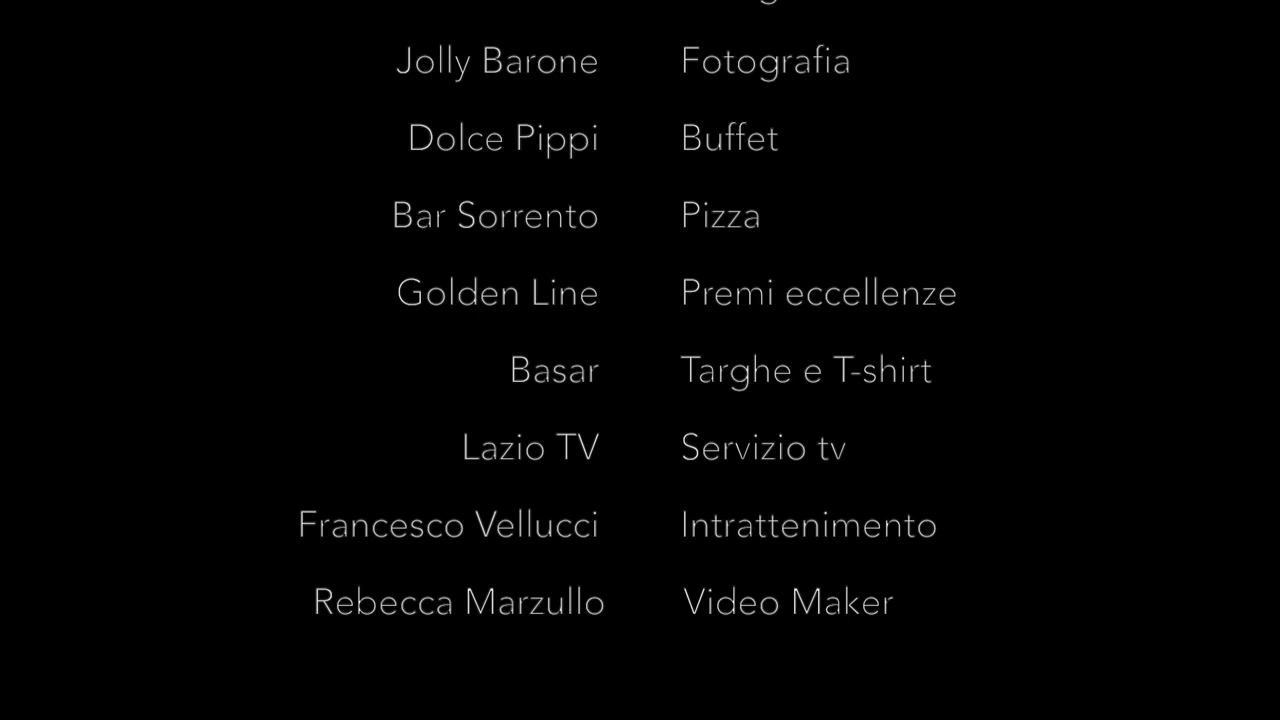 Jolly Barone Fotografia
Dolce Pippi Buffet
Bar Sorrento Pizza
Golden Line Premi eccellenze
Basar Targhe e T-shirt
Lazio TV Servizio tv
Francesco Vellucci Intrattenimento
Rebecca Marzullo Video Maker